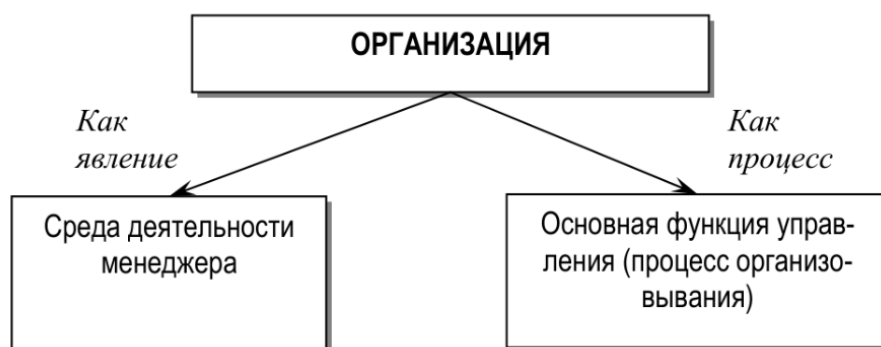 ОРГАНИЗАЦИЯ
Как
явление
Как
процесс
Среда деятельности
менеджера
Основная функция управ-
ления (процесс организо-
вывания)